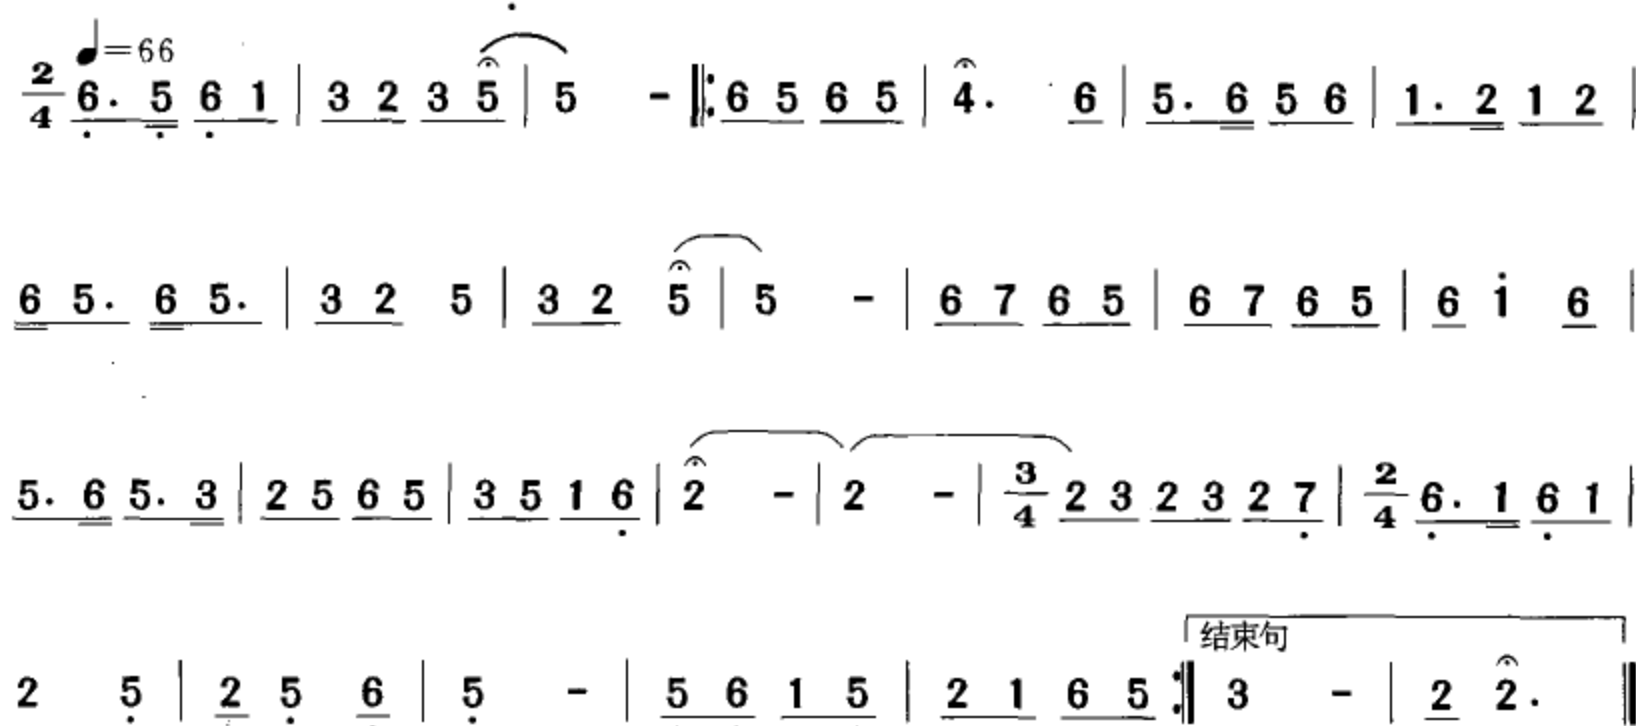 2/4 ♩=66 6. 5 6 1 | 3 2 3 5 | 5 - ‖: 6 5 6 5 | 4. 6 | 5. 6 5 6 | 1. 2 1 2 |
6 5. 6 5. | 3 2 5 | 3 2 5 | 5 - | 6 7 6 5 | 6 7 6 5 | 6 i 6 |
5. 6 5. 3 | 2 5 6 5 | 3 5 1 6 | 2 - | 2 - | 3/4 2 3 2 3 2 7 | 2/4 6. 1 6 1 |
结束句
2 5 | 2 5 6 | 5 - | 5 6 1 5 | 2 1 6 5 :‖ 3 - | 2 2. ‖